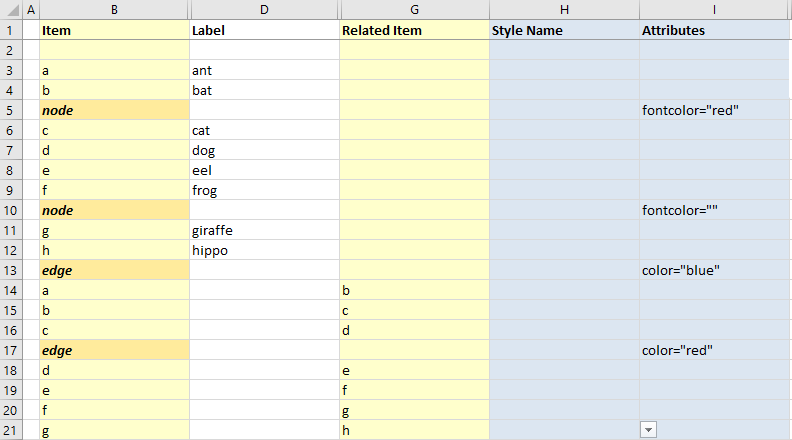 A B D G H I
1 Item Label Related Item Style Name Attributes
2
3 a ant
4 b bat
5 node fontcolor="red"
6 c cat
7 d dog
8 e eel
9 f frog
10 node fontcolor=""
11 g giraffe
12 h hippo
13 edge color="blue"
14 a b
15 b c
16 c d
17 edge color="red"
18 d e
19 e f
20 f g
21 g h